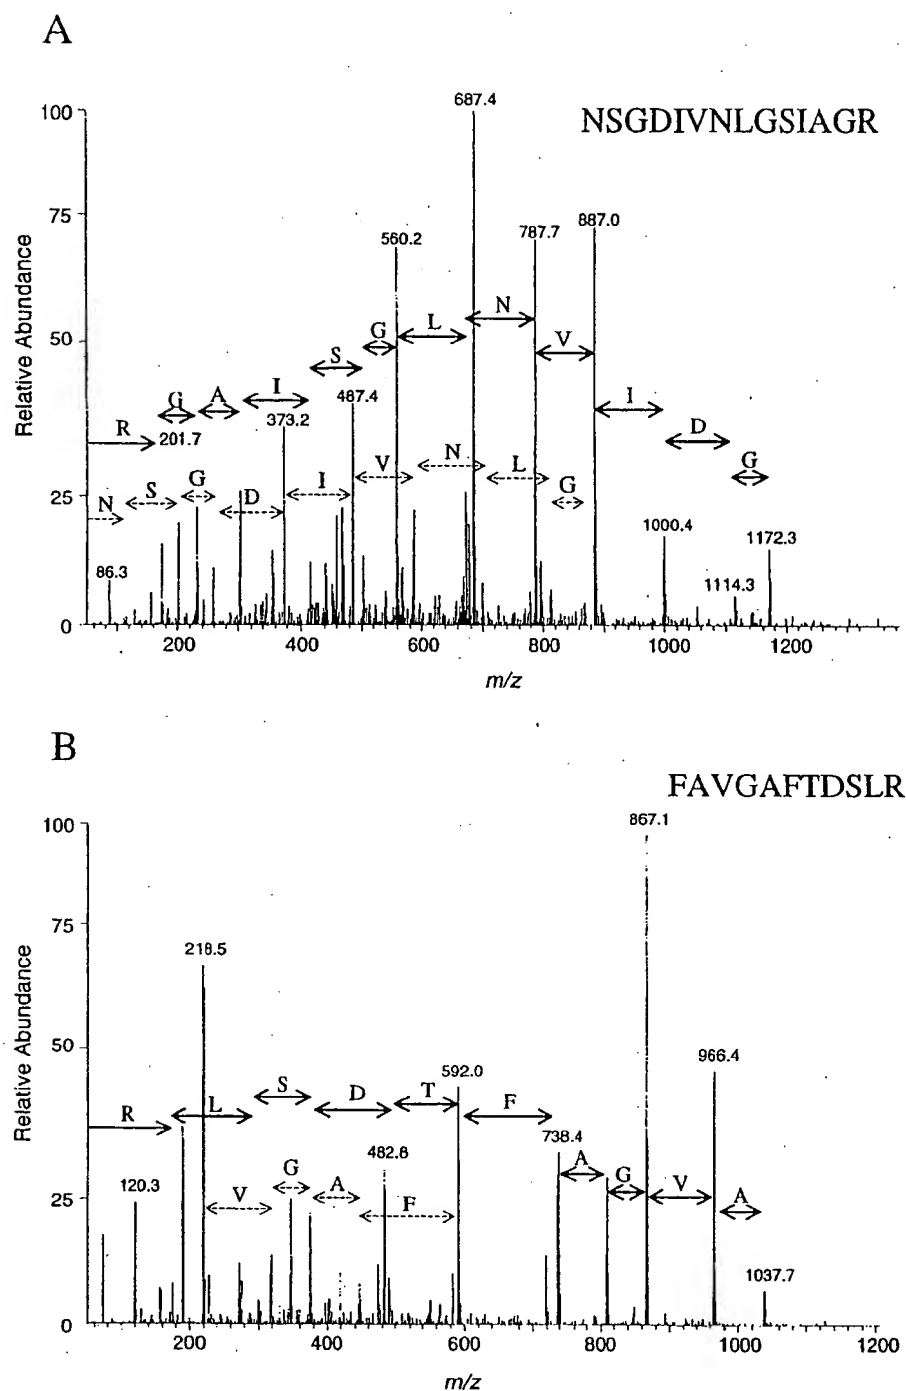 A
NSGDIVNLGSIAGR
Relative Abundance
100
75
50
25
0
687.4
560.2
787.7
887.0
R
G
A
I
S
G
L
N
V
I
D
G
201.7
373.2
487.4
N
S
G
D
I
V
N
L
G
86.3
1000.4
1114.3
1172.3
200
400
600
800
1000
1200
m/z
B
FAVGAFTDSLR
Relative Abundance
100
75
50
25
0
867.1
218.5
966.4
592.0
R
L
S
D
T
F
A
G
V
A
738.4
482.8
120.3
V
G
A
F
1037.7
200
400
600
800
1000
1200
m/z